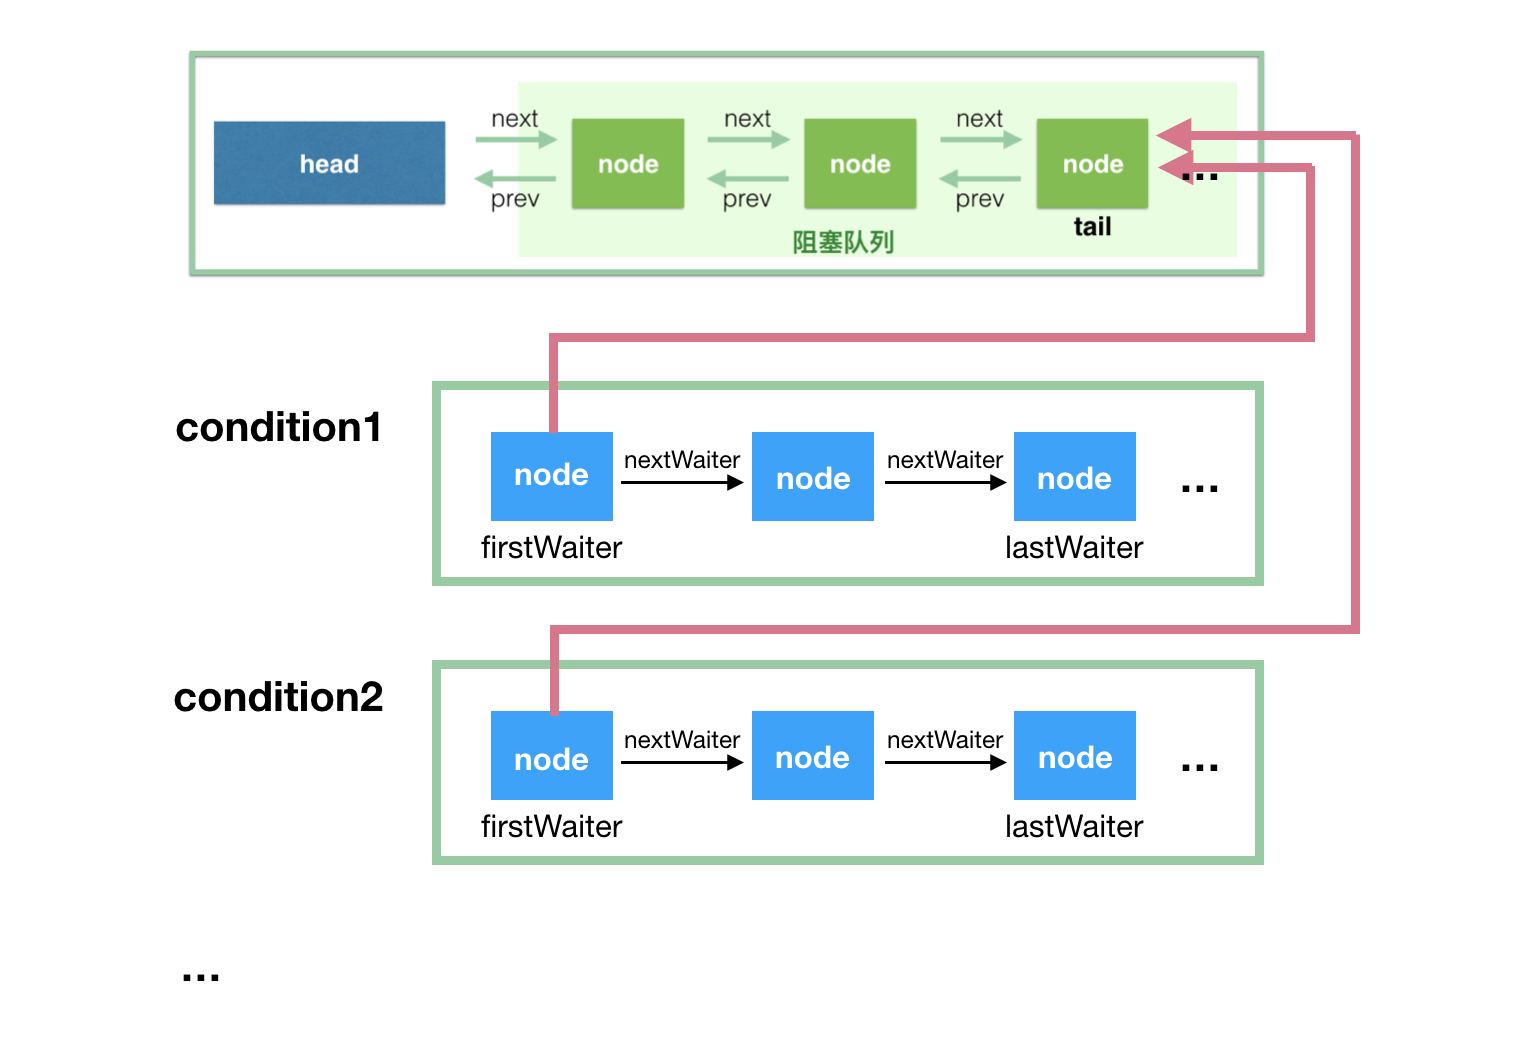 next next next
head node node node ...
prev prev prev
tail
阻塞队列
condition1
node nextWaiter node nextWaiter node ...
firstWaiter lastWaiter
condition2
node nextWaiter node nextWaiter node ...
firstWaiter lastWaiter
...